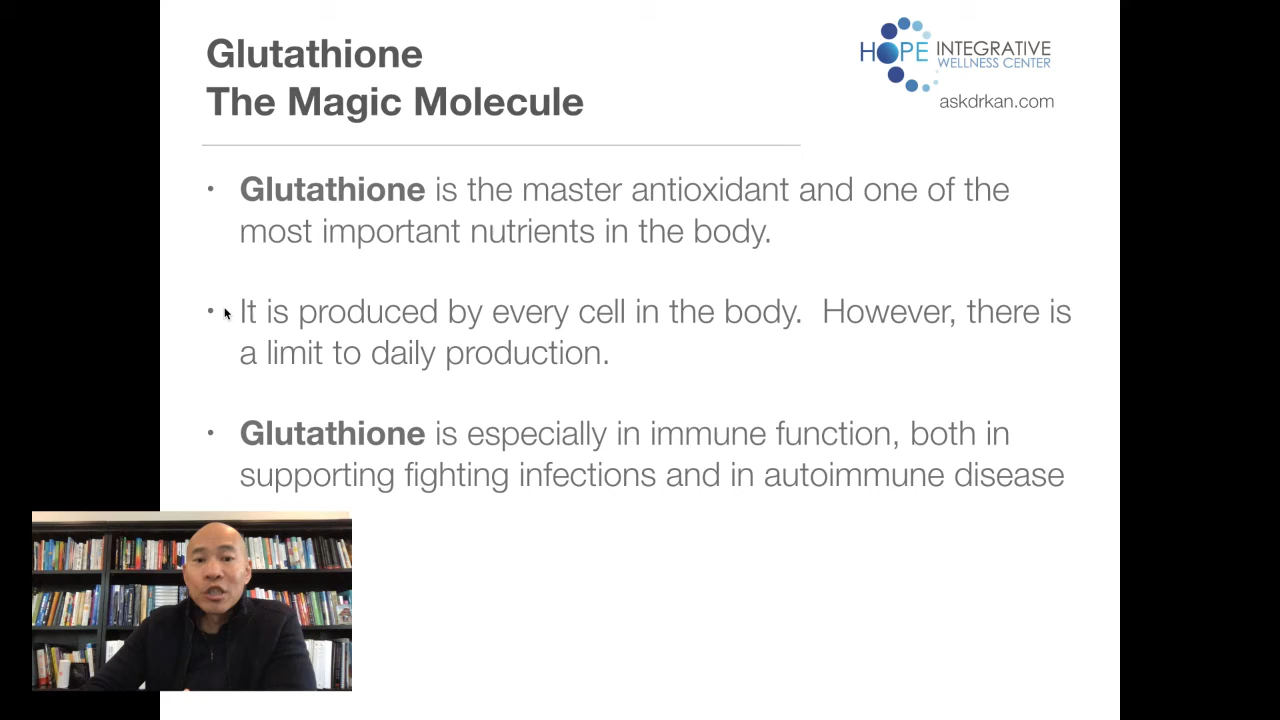 Glutathione
The Magic Molecule
HOPE INTEGRATIVE
WELLNESS CENTER
askdrkan.com
• Glutathione is the master antioxidant and one of the
most important nutrients in the body.
• It is produced by every cell in the body.  However, there is
a limit to daily production.
• Glutathione is especially in immune function, both in
supporting fighting infections and in autoimmune disease